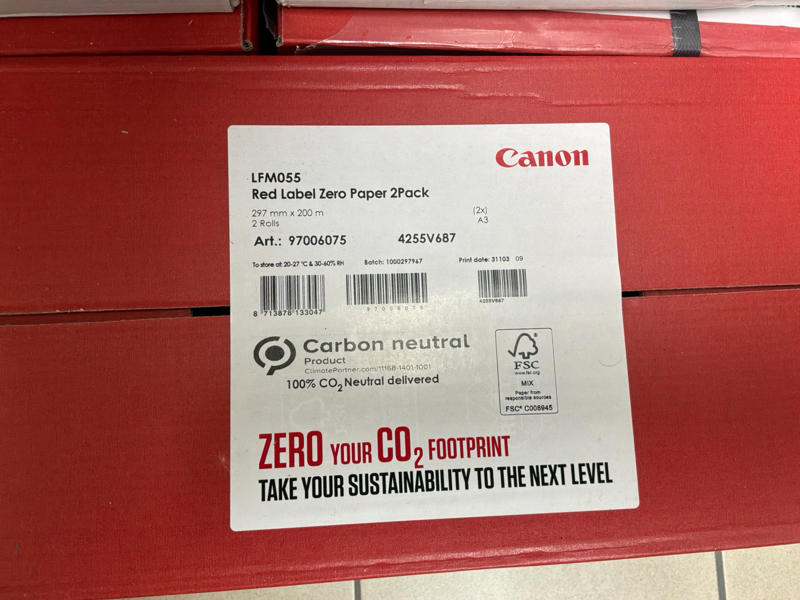 Canon
LFM055
Red Label Zero Paper 2Pack
297 mm x 200 m (2x)
2 Rolls A3
Art.: 97006075 4255V687
To store at: 20-27 °C & 30-60% RH Batch: 1000297967 Print date: 31103 09
8 713878 133047
97006075
4255V687
Carbon neutral
Product
ClimatePartner.com/11168-1401-1001
100% CO2 Neutral delivered
FSC
www.fsc.org
MIX
Paper from
responsible sources
FSC® C008945
ZERO YOUR CO2 FOOTPRINT
TAKE YOUR SUSTAINABILITY TO THE NEXT LEVEL